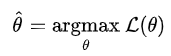 θ̂ = argmax ℒ(θ)
θ